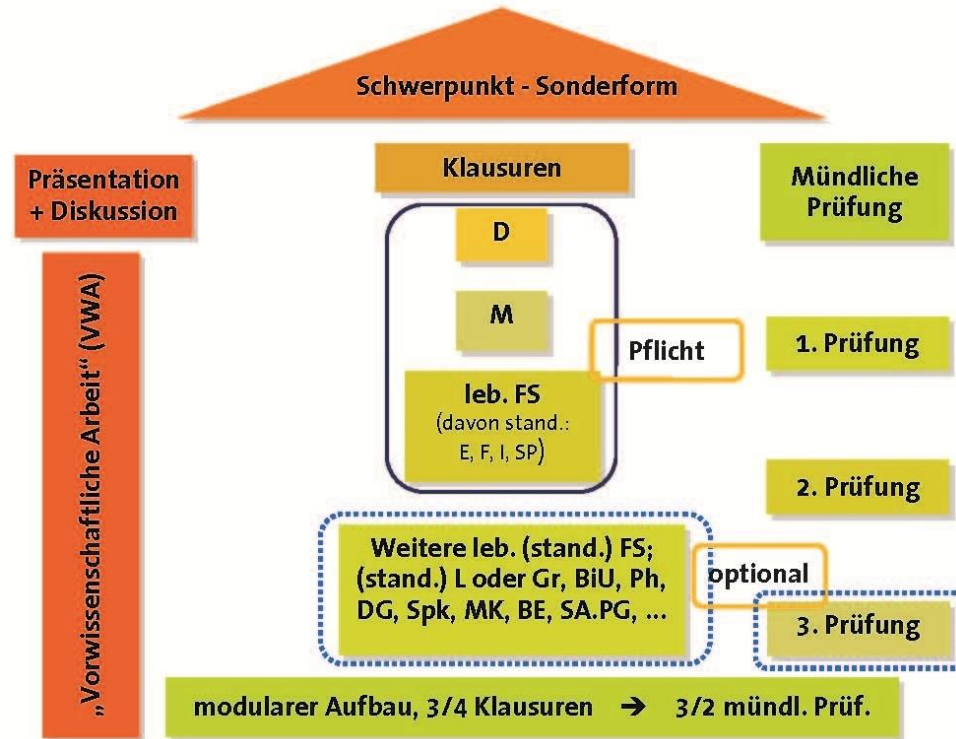 Schwerpunkt - Sonderform
Präsentation
+ Diskussion
„Vorwissenschaftliche Arbeit“ (VWA)
Klausuren
D
M
leb. FS
(davon stand.:
E, F, I, SP)
Pflicht
Weitere leb. (stand.) FS;
(stand.) L oder Gr, BiU, Ph,
DG, Spk, MK, BE, SA.PG, ...
optional
Mündliche
Prüfung
1. Prüfung
2. Prüfung
3. Prüfung
modularer Aufbau, 3/4 Klausuren → 3/2 mündl. Prüf.